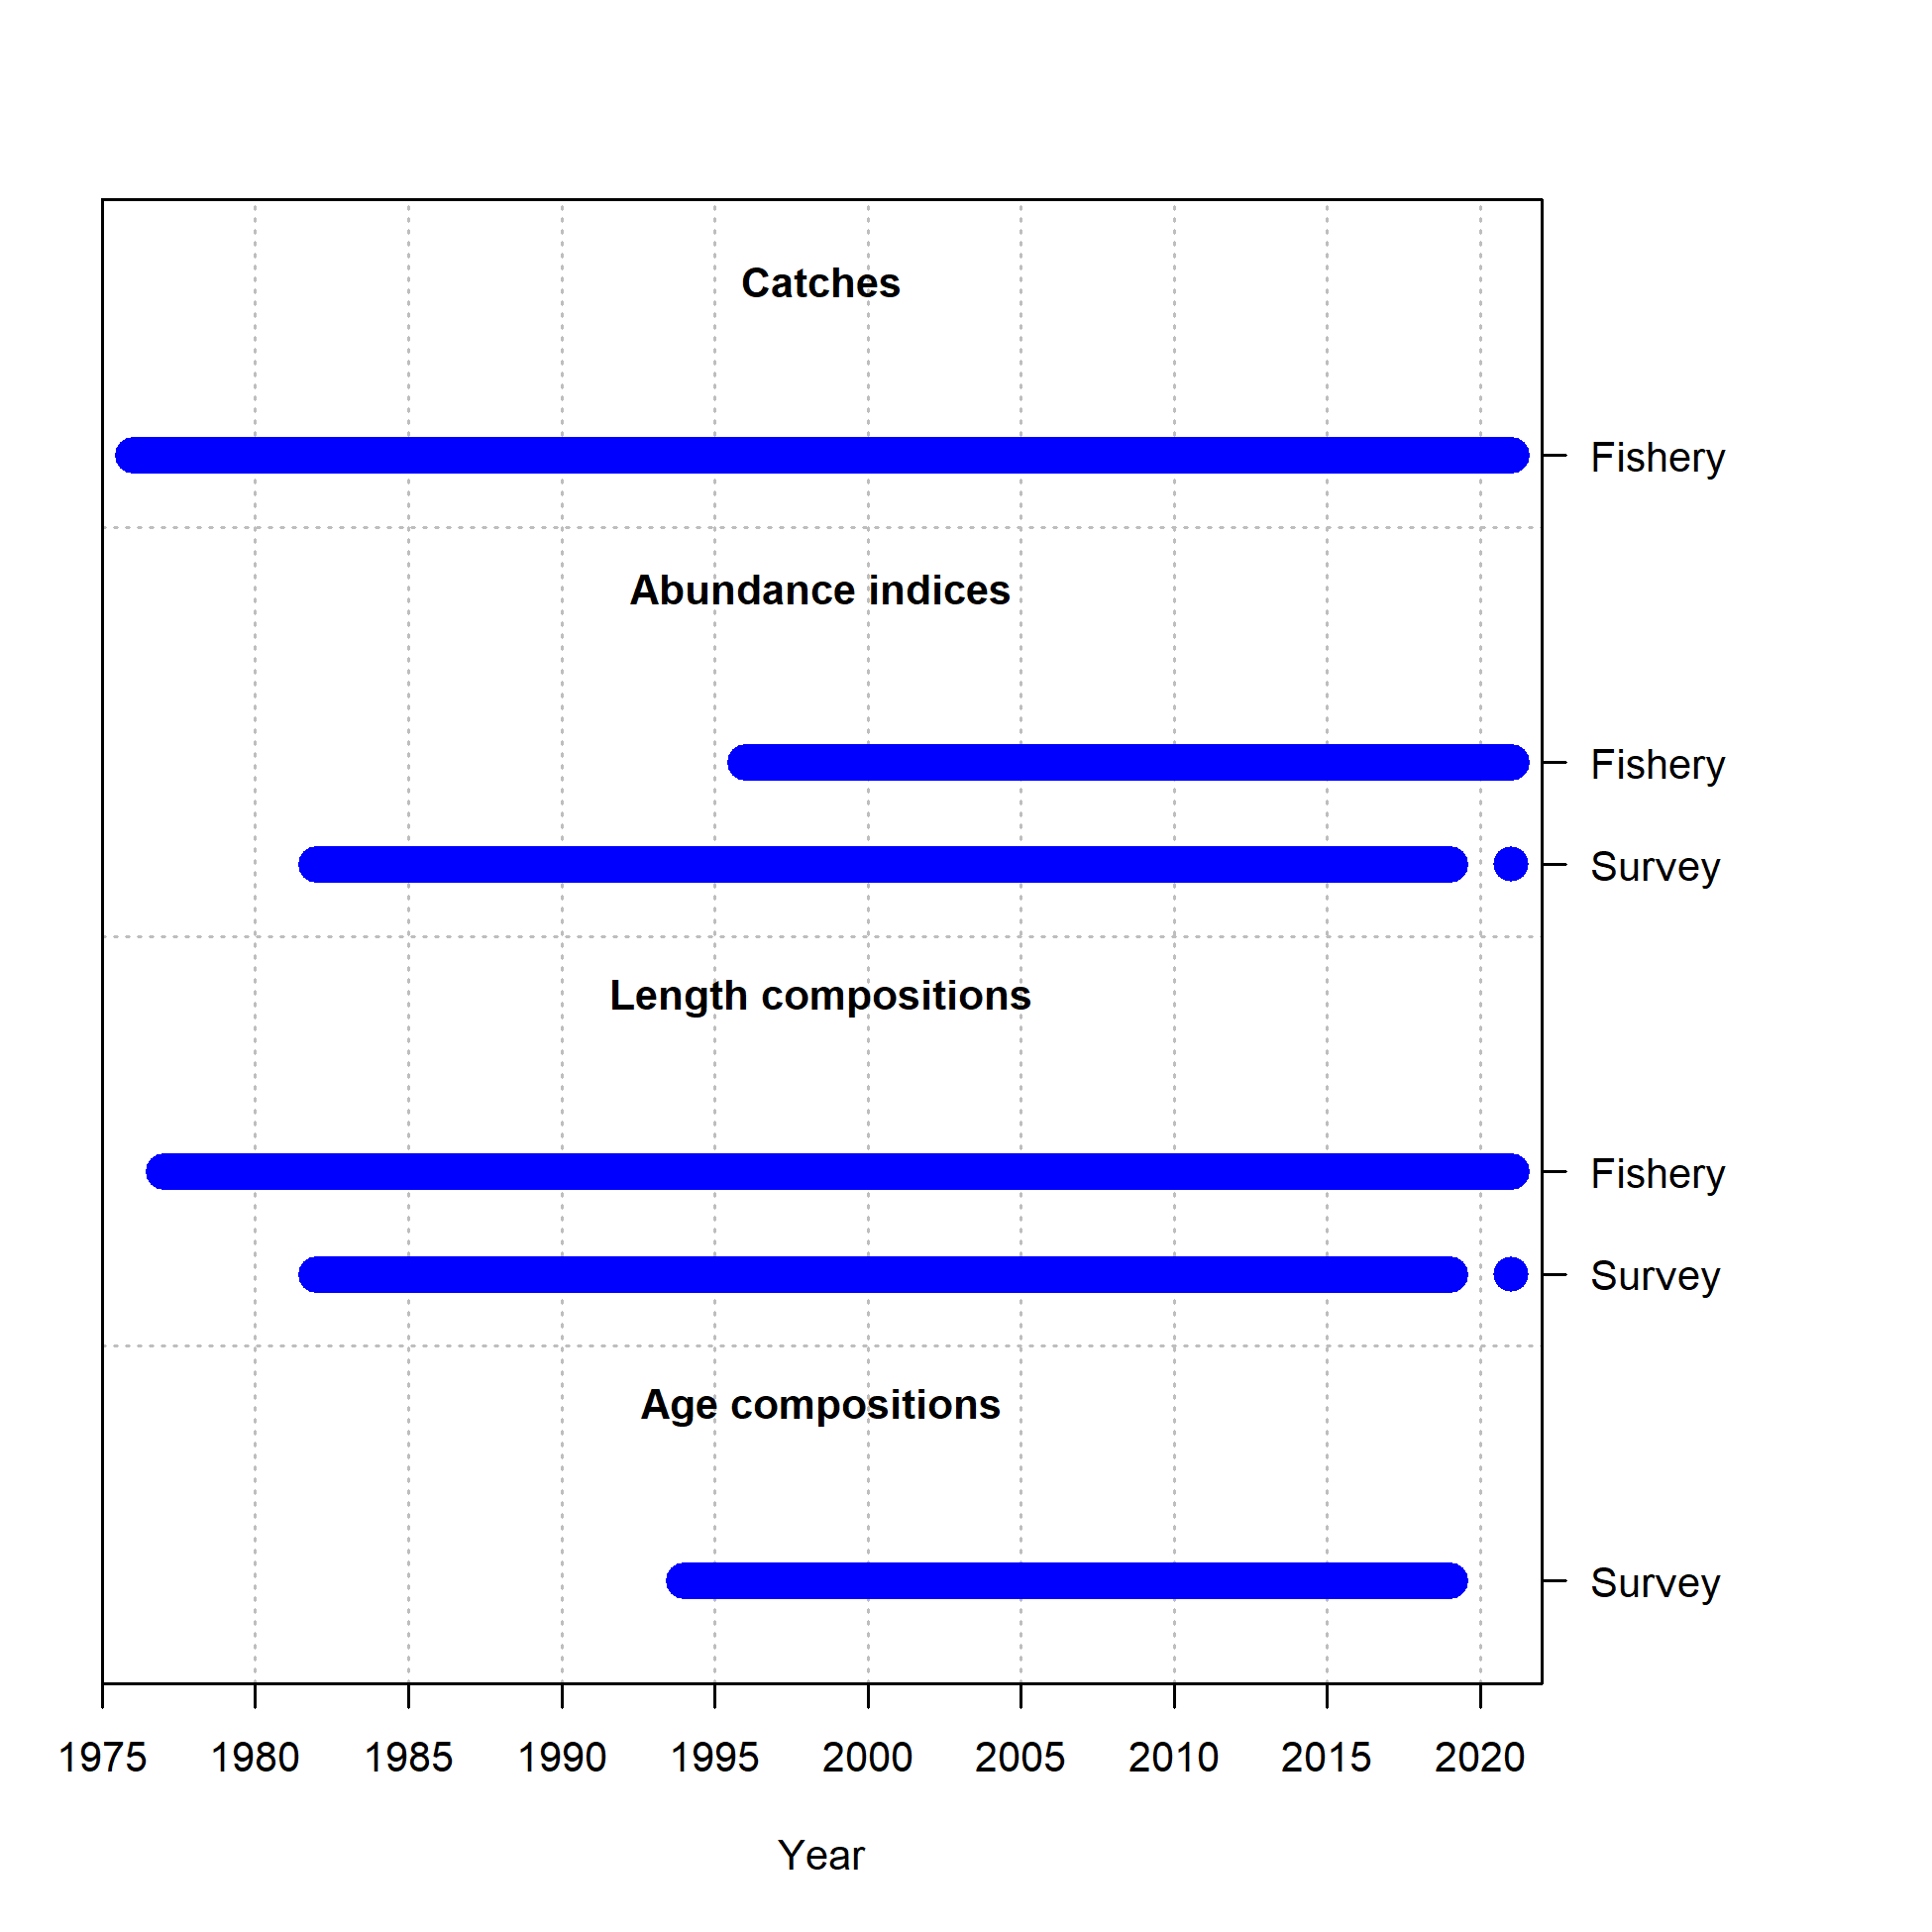 Catches
Fishery
Abundance indices
Fishery
Survey
Length compositions
Fishery
Survey
Age compositions
Survey
1975 1980 1985 1990 1995 2000 2005 2010 2015 2020
Year